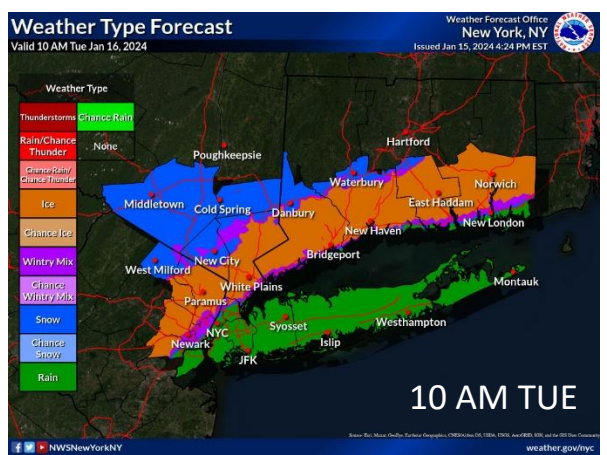 Weather Type Forecast
Valid 10 AM Tue Jan 16, 2024
Weather Forecast Office
New York, NY
Issued Jan 15, 2024 4:24 PM EST
Weather Type
Thunderstorms
Chance Rain
Rain/Chance
Thunder
None
Chance Rain/
Chance Thunder
Ice
Chance Ice
Wintry Mix
Chance
Wintry Mix
Snow
Chance
Snow
Rain
Poughkeepsie
Hartford
Waterbury
Norwich
Middletown
Cold Spring
Danbury
East Haddam
New London
New Haven
West Milford
New City
Bridgeport
White Plains
Montauk
Paramus
NYC
Syosset
Westhampton
Newark
JFK
Islip
10 AM TUE
NWSNewYorkNY
weather.gov/nyc